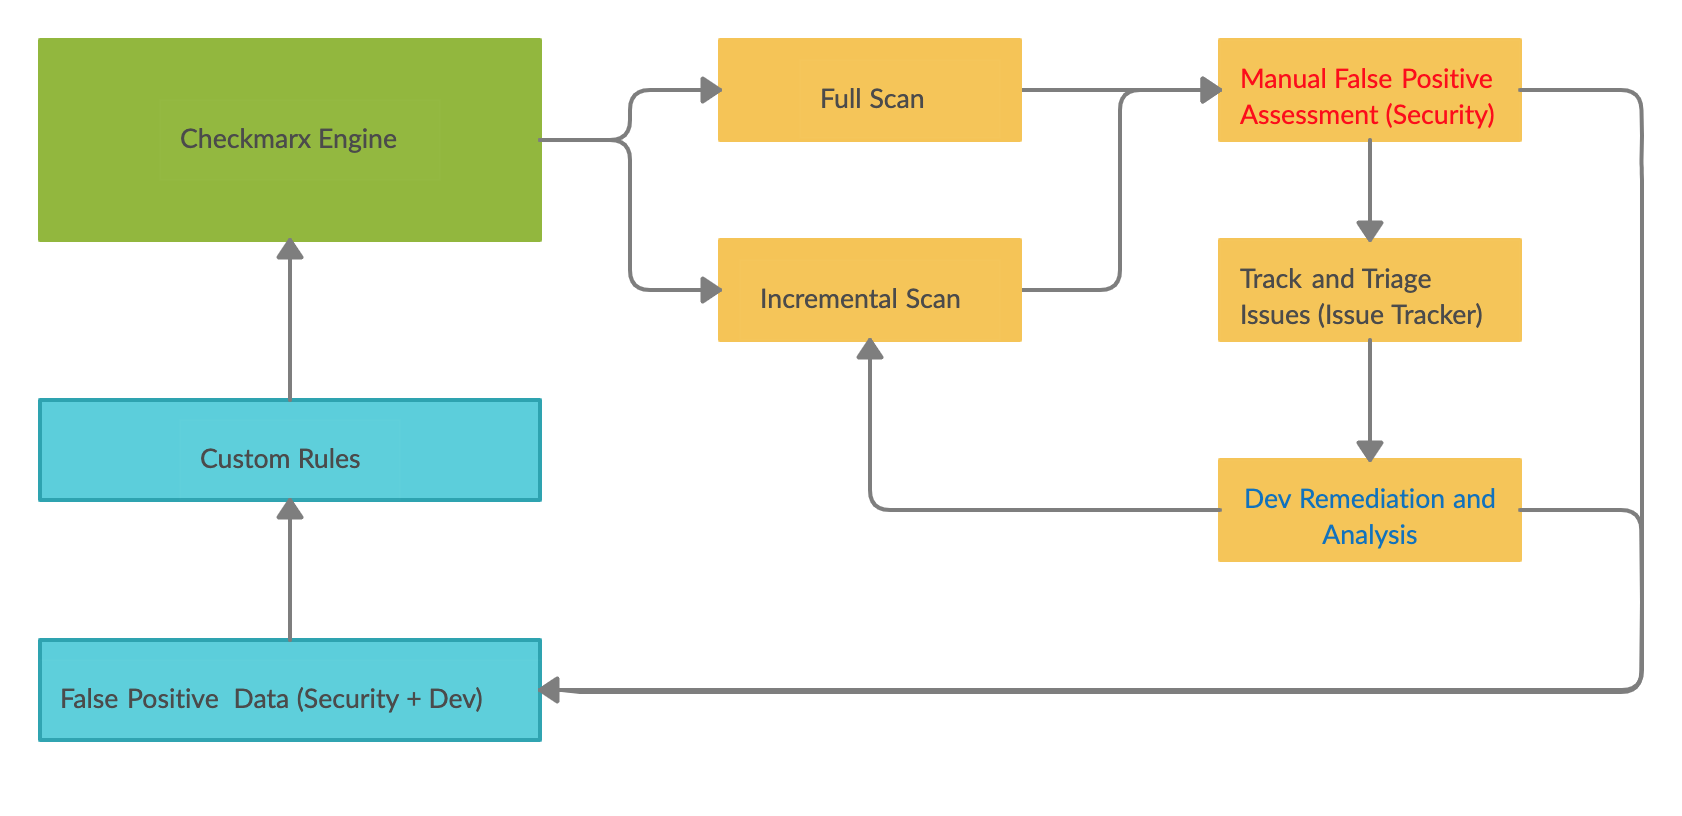 Checkmarx Engine
Full Scan
Manual False Positive
Assessment (Security)
Incremental Scan
Track and Triage
Issues (Issue Tracker)
Custom Rules
Dev Remediation and
Analysis
False Positive  Data (Security + Dev)